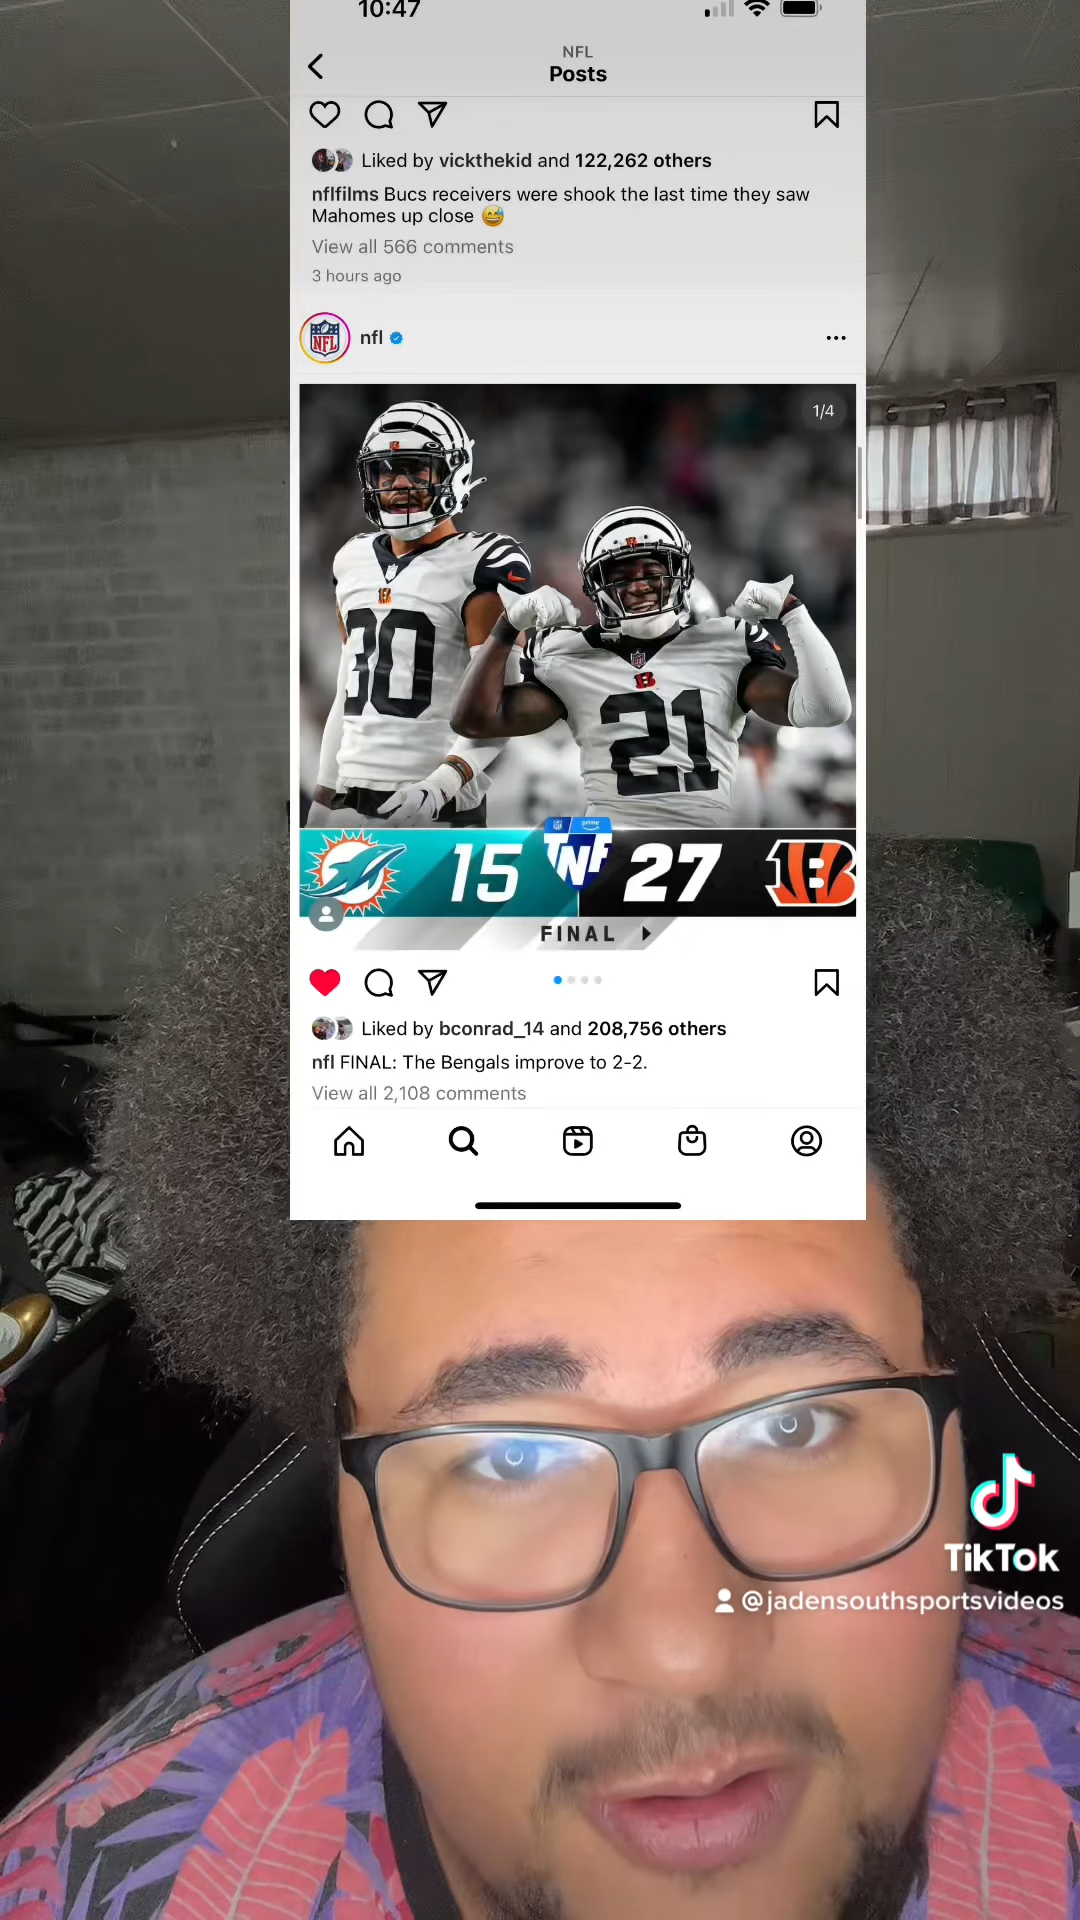 10:47
NFL
Posts
Liked by vickthekid and 122,262 others
nflfilms Bucs receivers were shook the last time they saw
Mahomes up close 😅
View all 566 comments
3 hours ago
NFL
nfl
1/4
30
21
15
prime
TNF
27
FINAL
Liked by bconrad_14 and 208,756 others
nfl FINAL: The Bengals improve to 2-2.
View all 2,108 comments
TikTok
@jadensouthsportsvideos